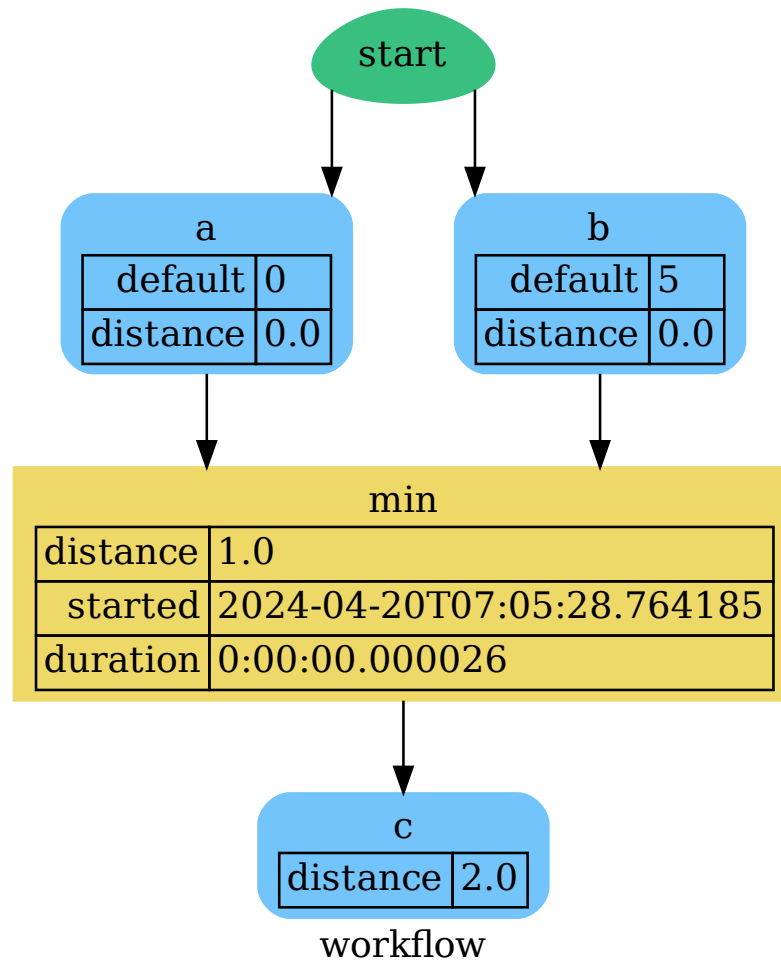 start
a
default 0
distance 0.0
b
default 5
distance 0.0
min
distance 1.0
started 2024-04-20T07:05:28.764185
duration 0:00:00.000026
c
distance 2.0
workflow